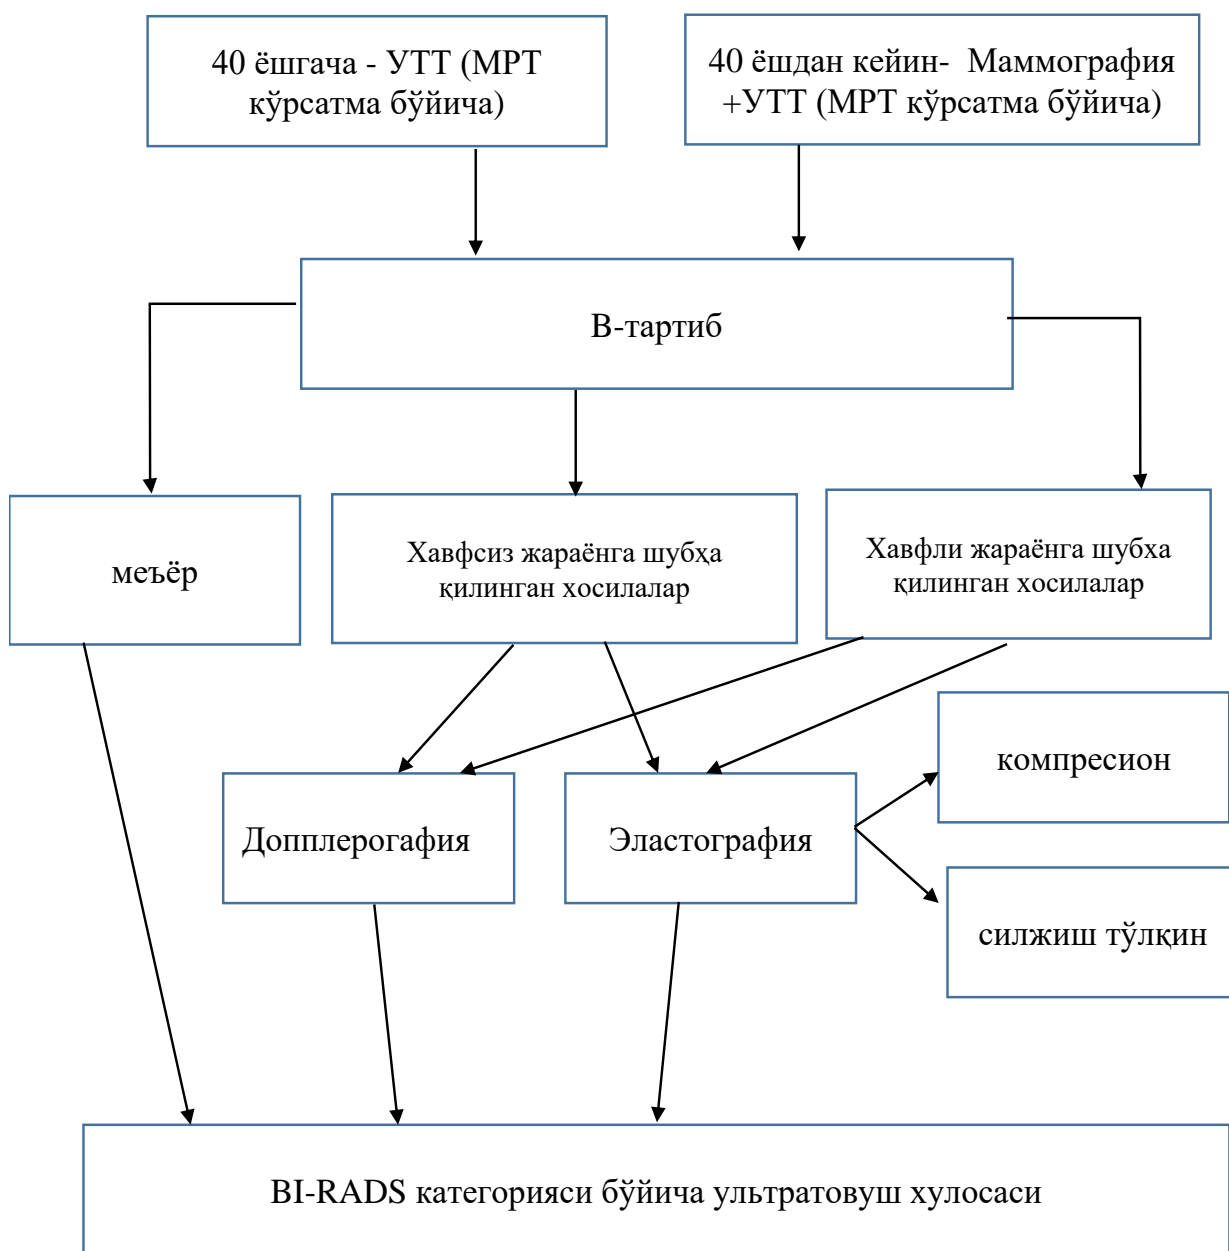 40 ёшгача - УТТ (МРТ
кўрсатма бўйича)
40 ёшдан кейин- Маммография
+УТТ (МРТ кўрсатма бўйича)
В-тартиб
меъёр
Хавфсиз жараёнга шубҳа
қилинган хосилалар
Хавфли жараёнга шубха
қилинган хосилалар
компресион
Допплерогафия
Эластография
силжиш тўлқин
BI-RADS категорияси бўйича ультратовуш хулосаси